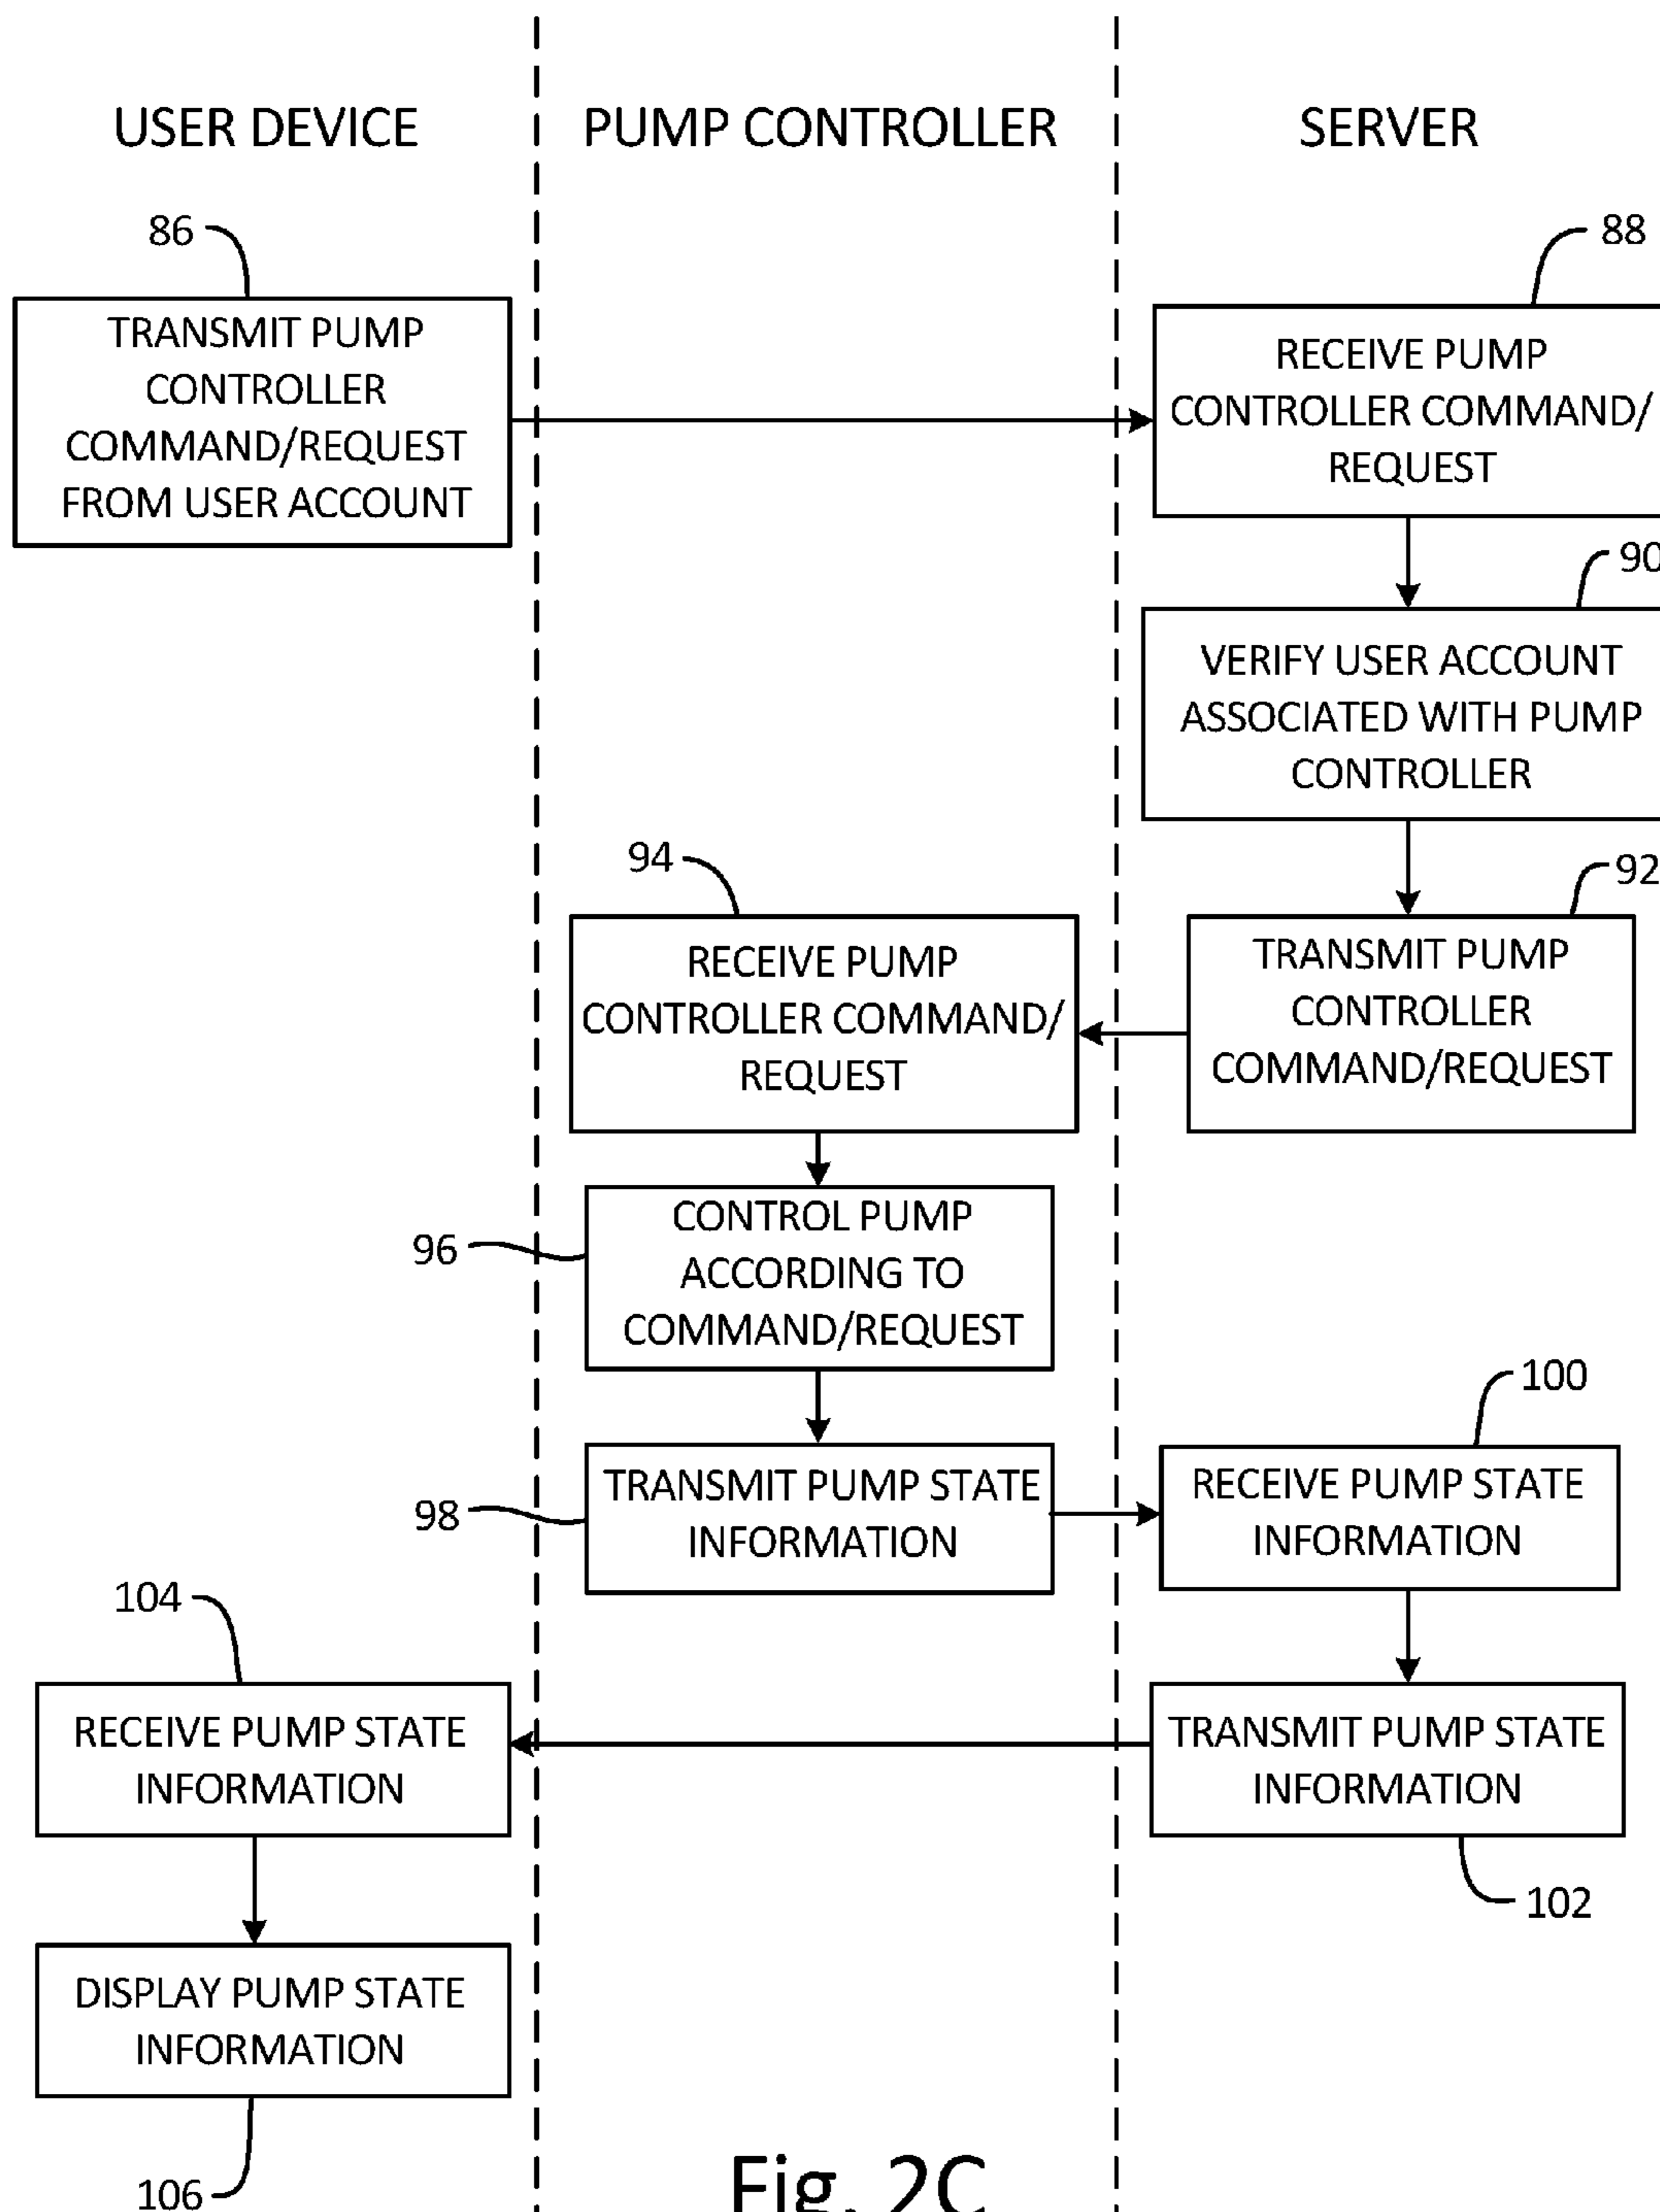 USER DEVICE
PUMP CONTROLLER
SERVER
86
88
TRANSMIT PUMP
CONTROLLER
COMMAND/REQUEST
FROM USER ACCOUNT
RECEIVE PUMP
CONTROLLER COMMAND/
REQUEST
90
VERIFY USER ACCOUNT
ASSOCIATED WITH PUMP
CONTROLLER
94
92
RECEIVE PUMP
CONTROLLER COMMAND/
REQUEST
TRANSMIT PUMP
CONTROLLER
COMMAND/REQUEST
96
CONTROL PUMP
ACCORDING TO
COMMAND/REQUEST
100
98
TRANSMIT PUMP STATE
INFORMATION
RECEIVE PUMP STATE
INFORMATION
104
RECEIVE PUMP STATE
INFORMATION
TRANSMIT PUMP STATE
INFORMATION
102
DISPLAY PUMP STATE
INFORMATION
106
Fig. 2C